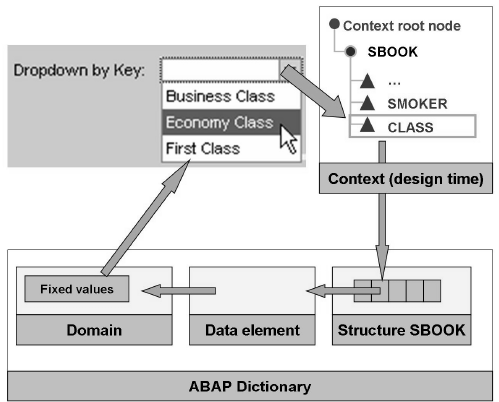 Dropdown by Key:
Business Class
Economy Class
First Class
Context root node
SBOOK
...
SMOKER
CLASS
Context (design time)
Fixed values
Domain
Data element
Structure SBOOK
ABAP Dictionary